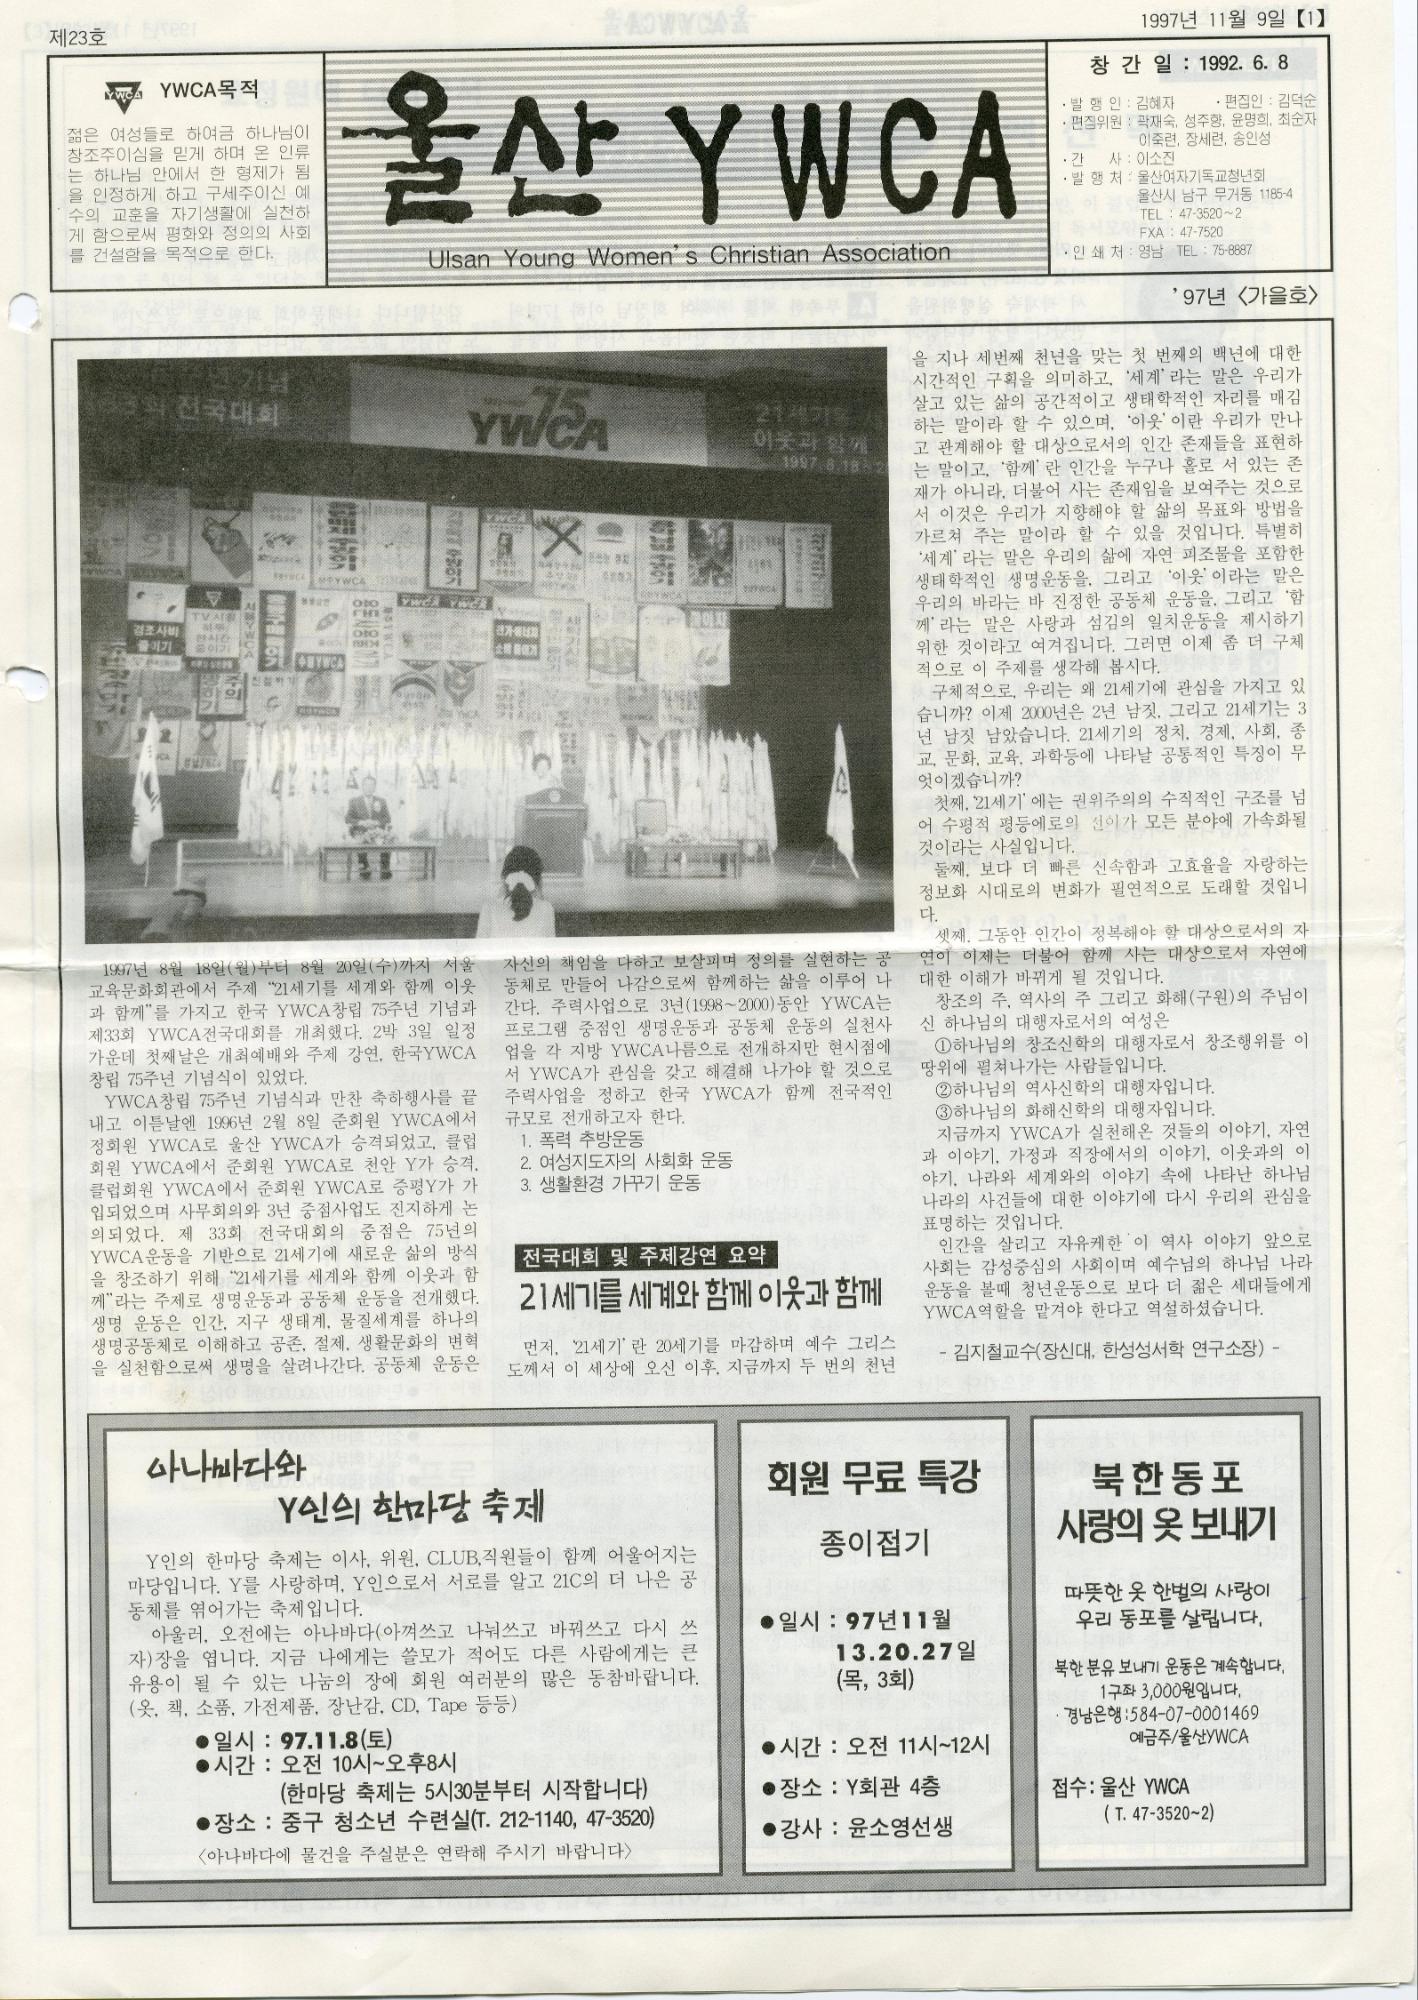 제23호
1997년 11월 9일【1】
YWCA
YWCA목적
젊은 여성들로 하여금 하나님이
창조주이심을 믿게 하며 온 인류
는 하나님 안에서 한 형제가 됨
을 인정하게 하고 구세주이신 예
수의 교훈을 자기생활에 실천하
게 함으로써 평화와 정의의 사회
를 건설함을 목적으로 한다.
울산 YWCA
Ulsan Young Women's Christian Association
창 간 일 : 1992. 6. 8
· 발 행 인 : 김혜자 · 편집인 : 김덕순
· 편집위원 : 곽재숙, 성주향, 윤명희, 최순자
이죽련, 장세련, 송인성
· 간 사 : 이소진
· 발 행 처 : 울산여자기독교청년회
울산시 남구 무거동 1185-4
TEL : 47-3520~2
FXA : 47-7520
· 인 쇄 처 : 영남 TEL : 75-8887
'97년 〈가을호〉
기념
전국대회
75
YWCA
21세기를
이웃과 함께
1997.8.18
1997년 8월 18일(월)부터 8월 20일(수)까지 서울
교육문화회관에서 주제 "21세기를 세계와 함께 이웃
과 함께"를 가지고 한국 YWCA창립 75주년 기념과
제33회 YWCA전국대회를 개최했다. 2박 3일 일정
가운데 첫째날은 개최예배와 주제 강연, 한국YWCA
창립 75주년 기념식이 있었다.
YWCA창립 75주년 기념식과 만찬 축하행사를 끝
내고 이튿날엔 1996년 2월 8일 준회원 YWCA에서
정회원 YWCA로 울산 YWCA가 승격되었고, 클럽
회원 YWCA에서 준회원 YWCA로 천안 Y가 승격,
클럽회원 YWCA에서 준회원 YWCA로 증평Y가 가
입되었으며 사무회의와 3년 중점사업도 진지하게 논
의되었다. 제 33회 전국대회의 중점은 75년의
YWCA운동을 기반으로 21세기에 새로운 삶의 방식
을 창조하기 위해 "21세기를 세계와 함께 이웃과 함
께"라는 주제로 생명운동과 공동체 운동을 전개했다.
생명 운동은 인간, 지구 생태계, 물질세계를 하나의
생명공동체로 이해하고 공존, 절제, 생활문화의 변혁
을 실천함으로써 생명을 살려나간다. 공동체 운동은
자신의 책임을 다하고 보살피며 정의를 실현하는 공
동체로 만들어 나감으로써 함께하는 삶을 이루어 나
간다. 주력사업으로 3년(1998~2000)동안 YWCA는
프로그램 중점인 생명운동과 공동체 운동의 실천사
업을 각 지방 YWCA나름으로 전개하지만 현시점에
서 YWCA가 관심을 갖고 해결해 나가야 할 것으로
주력사업을 정하고 한국 YWCA가 함께 전국적인
규모로 전개하고자 한다.
1. 폭력 추방운동
2. 여성지도자의 사회화 운동
3. 생활환경 가꾸기 운동
전국대회 및 주제강연 요약
21세기를 세계와 함께 이웃과 함께
먼저, '21세기' 란 20세기를 마감하며 예수 그리스
도께서 이 세상에 오신 이후, 지금까지 두 번의 천년
을 지나 세번째 천년을 맞는 첫 번째의 백년에 대한
시간적인 구획을 의미하고, '세계' 라는 말은 우리가
살고 있는 삶의 공간적이고 생태학적인 자리를 매김
하는 말이라 할 수 있으며, '이웃' 이란 우리가 만나
고 관계해야 할 대상으로서의 인간 존재들을 표현하
는 말이고, '함께' 란 인간을 누구나 홀로 서 있는 존
재가 아니라, 더불어 사는 존재임을 보여주는 것으로
서 이것은 우리가 지향해야 할 삶의 목표와 방법을
가르쳐 주는 말이라 할 수 있을 것입니다. 특별히
'세계' 라는 말은 우리의 삶에 자연 피조물을 포함한
생태학적인 생명운동을, 그리고 '이웃' 이라는 말은
우리의 바라는 바 진정한 공동체 운동을, 그리고 '함
께' 라는 말은 사랑과 섬김의 일치운동을 제시하기
위한 것이라고 여겨집니다. 그러면 이제 좀 더 구체
적으로 이 주제를 생각해 봅시다.
구체적으로, 우리는 왜 21세기에 관심을 가지고 있
습니까? 이제 2000년은 2년 남짓, 그리고 21세기는 3
년 남짓 남았습니다. 21세기의 정치, 경제, 사회, 종
교, 문화, 교육, 과학등에 나타날 공통적인 특징이 무
엇이겠습니까?
첫째, '21세기' 에는 권위주의의 수직적인 구조를 넘
어 수평적 평등에로의 전이가 모든 분야에 가속화될
것이라는 사실입니다.
둘째, 보다 더 빠른 신속함과 고효율을 자랑하는
정보화 시대로의 변화가 필연적으로 도래할 것입니
다.
셋째, 그동안 인간이 정복해야 할 대상으로서의 자
연이 이제는 더불어 함께 사는 대상으로서 자연에
대한 이해가 바뀌게 될 것입니다.
창조의 주, 역사의 주 그리고 화해(구원)의 주님이
신 하나님의 대행자로서의 여성은
①하나님의 창조신학의 대행자로서 창조행위를 이
땅위에 펼쳐나가는 사람들입니다.
②하나님의 역사신학의 대행자입니다.
③하나님의 화해신학의 대행자입니다.
지금까지 YWCA가 실천해온 것들의 이야기, 자연
과 이야기, 가정과 직장에서의 이야기, 이웃과의 이
야기, 나라와 세계와의 이야기 속에 나타난 하나님
나라의 사건들에 대한 이야기에 다시 우리의 관심을
표명하는 것입니다.
인간을 살리고 자유케한 이 역사 이야기 앞으로
사회는 감성중심의 사회이며 예수님의 하나님 나라
운동을 볼때 청년운동으로 보다 더 젊은 세대들에게
YWCA역할을 맡겨야 한다고 역설하셨습니다.
- 김지철교수(장신대, 한성성서학 연구소장) -
아나바다와
Y인의 한마당 축제
Y인의 한마당 축제는 이사, 위원, CLUB,직원들이 함께 어울어지는
마당입니다. Y를 사랑하며, Y인으로서 서로를 알고 21C의 더 나은 공
동체를 엮어가는 축제입니다.
아울러, 오전에는 아나바다(아껴쓰고 나눠쓰고 바꿔쓰고 다시 쓰
자)장을 엽니다. 지금 나에게는 쓸모가 적어도 다른 사람에게는 큰
유용이 될 수 있는 나눔의 장에 회원 여러분의 많은 동참바랍니다.
(옷, 책, 소품, 가전제품, 장난감, CD, Tape 등등)
●일시 : 97.11.8(토)
●시간 : 오전 10시~오후8시
(한마당 축제는 5시30분부터 시작합니다)
●장소 : 중구 청소년 수련실(T. 212-1140, 47-3520)
〈아나바다에 물건을 주실분은 연락해 주시기 바랍니다〉
회원 무료 특강
종이접기
●일시 : 97년11월
13.20.27일
(목, 3회)
●시간 : 오전 11시~12시
●장소 : Y회관 4층
●강사 : 윤소영선생
북한동포
사랑의 옷 보내기
따뜻한 옷 한벌의 사랑이
우리 동포를 살립니다.
북한 분유 보내기 운동은 계속합니다.
1구좌 3,000원입니다.
· 경남은행:584-07-0001469
예금주/울산YWCA
접수: 울산 YWCA
( T. 47-3520~2)